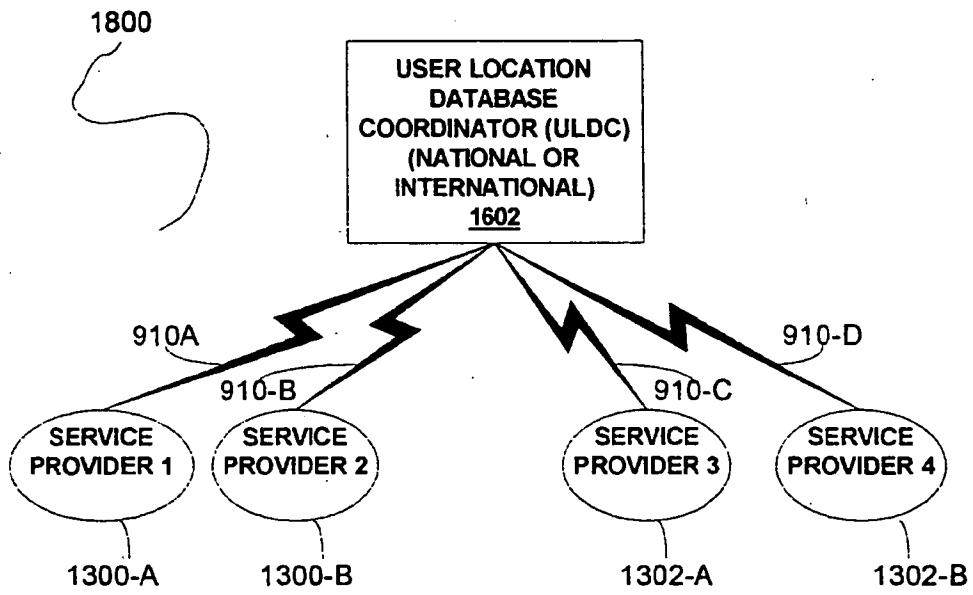 1800
USER LOCATION
DATABASE
COORDINATOR (ULDC)
(NATIONAL OR
INTERNATIONAL)
1602
910A
910-B
910-C
910-D
SERVICE
PROVIDER 1
SERVICE
PROVIDER 2
SERVICE
PROVIDER 3
SERVICE
PROVIDER 4
1300-A
1300-B
1302-A
1302-B